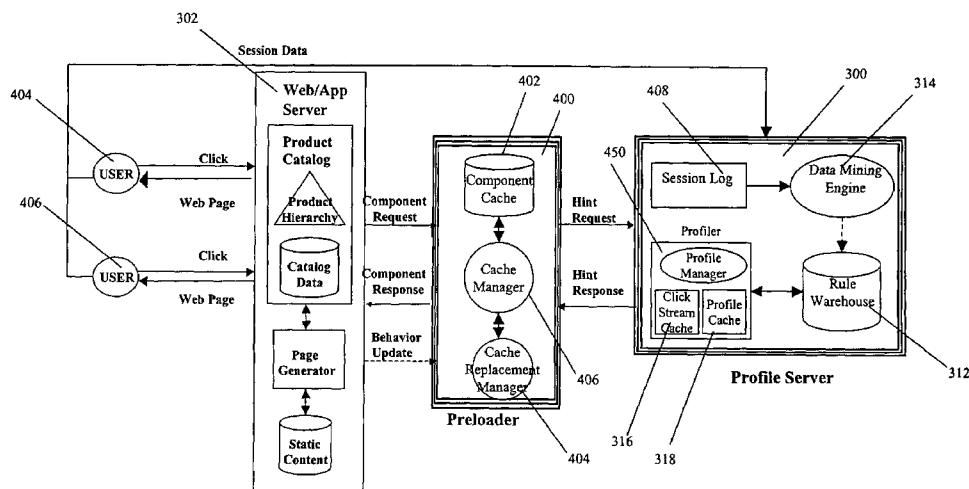 302
Session Data
402
400
408
300
314
404
Web/App
Server
Product Catalog
Product
Hierarchy
Catalog
Data
Page
Generator
Static
Content
USER
Click
Web Page
406
USER
Click
Web Page
Component
Request
Component
Response
Behavior
Update
Component
Cache
Cache
Manager
Cache
Replacement
Manager
Preloader
406
404
Hint
Request
Hint
Response
450
Session Log
Data Mining
Engine
Profiler
Profile
Manager
Click
Stream
Cache
Profile
Cache
Rule
Warehouse
Profile Server
312
316
318